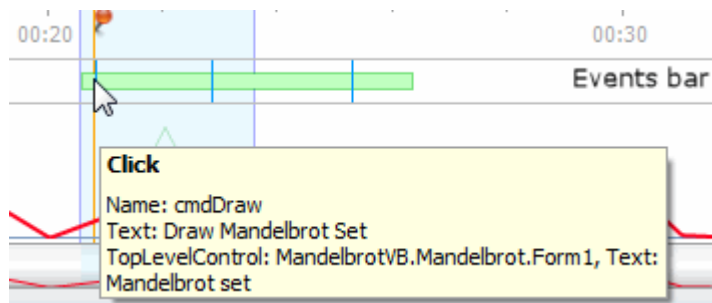 00:20 00:30
Events bar
Click
Name: cmdDraw
Text: Draw Mandelbrot Set
TopLevelControl: MandelbrotVB.Mandelbrot.Form1, Text:
Mandelbrot set